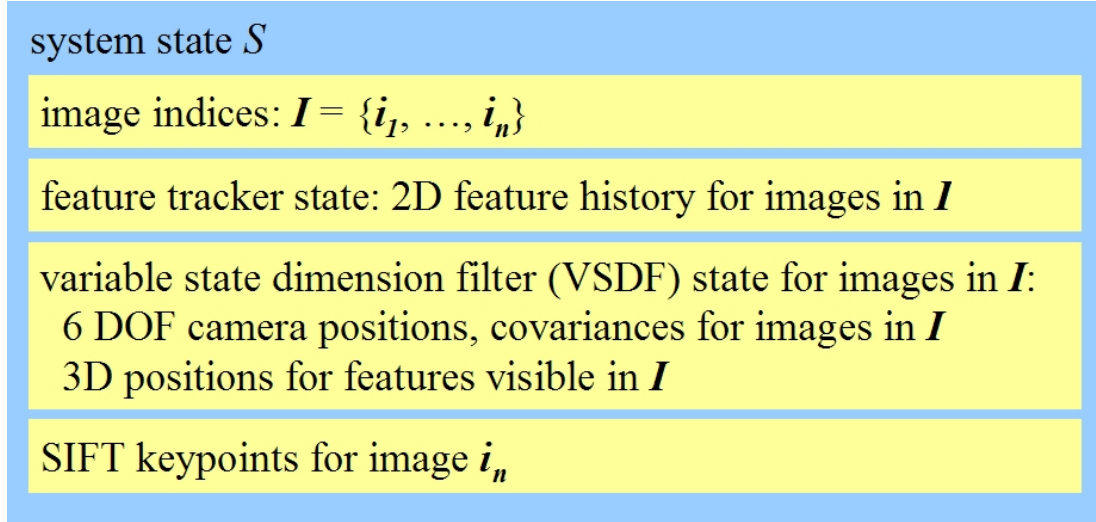 system state S
image indices: I = {i₁, …, iₙ}
feature tracker state: 2D feature history for images in I
variable state dimension filter (VSDF) state for images in I:
6 DOF camera positions, covariances for images in I
3D positions for features visible in I
SIFT keypoints for image iₙ